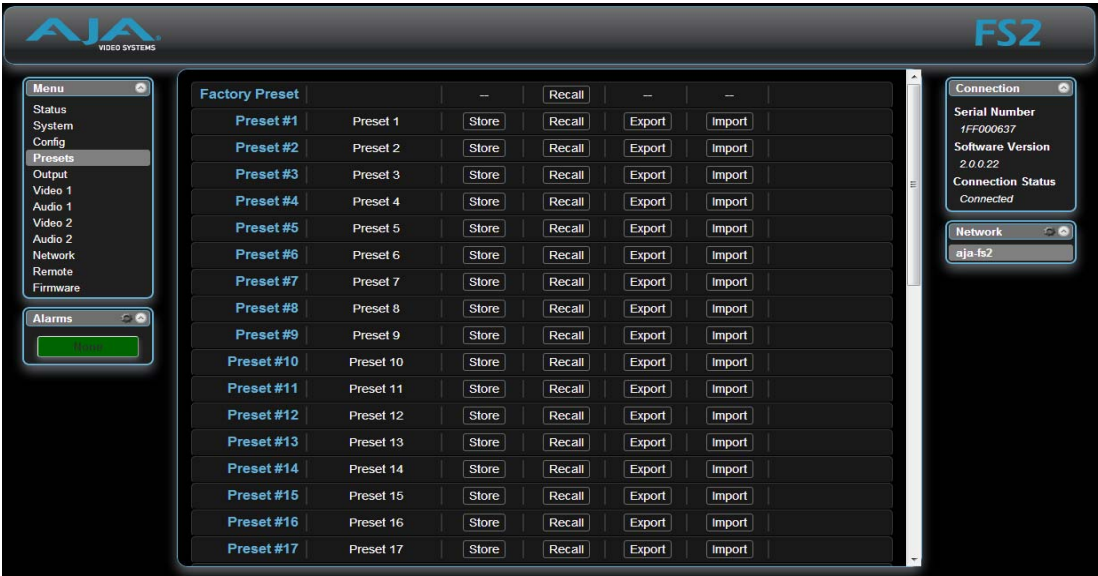 AJA
VIDEO SYSTEMS
FS2
Menu
Status
System
Config
Presets
Output
Video 1
Audio 1
Video 2
Audio 2
Network
Remote
Firmware
Alarms
None
Factory Preset -- Recall -- --
Preset #1 Preset 1 Store Recall Export Import
Preset #2 Preset 2 Store Recall Export Import
Preset #3 Preset 3 Store Recall Export Import
Preset #4 Preset 4 Store Recall Export Import
Preset #5 Preset 5 Store Recall Export Import
Preset #6 Preset 6 Store Recall Export Import
Preset #7 Preset 7 Store Recall Export Import
Preset #8 Preset 8 Store Recall Export Import
Preset #9 Preset 9 Store Recall Export Import
Preset #10 Preset 10 Store Recall Export Import
Preset #11 Preset 11 Store Recall Export Import
Preset #12 Preset 12 Store Recall Export Import
Preset #13 Preset 13 Store Recall Export Import
Preset #14 Preset 14 Store Recall Export Import
Preset #15 Preset 15 Store Recall Export Import
Preset #16 Preset 16 Store Recall Export Import
Preset #17 Preset 17 Store Recall Export Import
Connection
Serial Number
1FF000637
Software Version
2.0.0.22
Connection Status
Connected
Network
aja-fs2